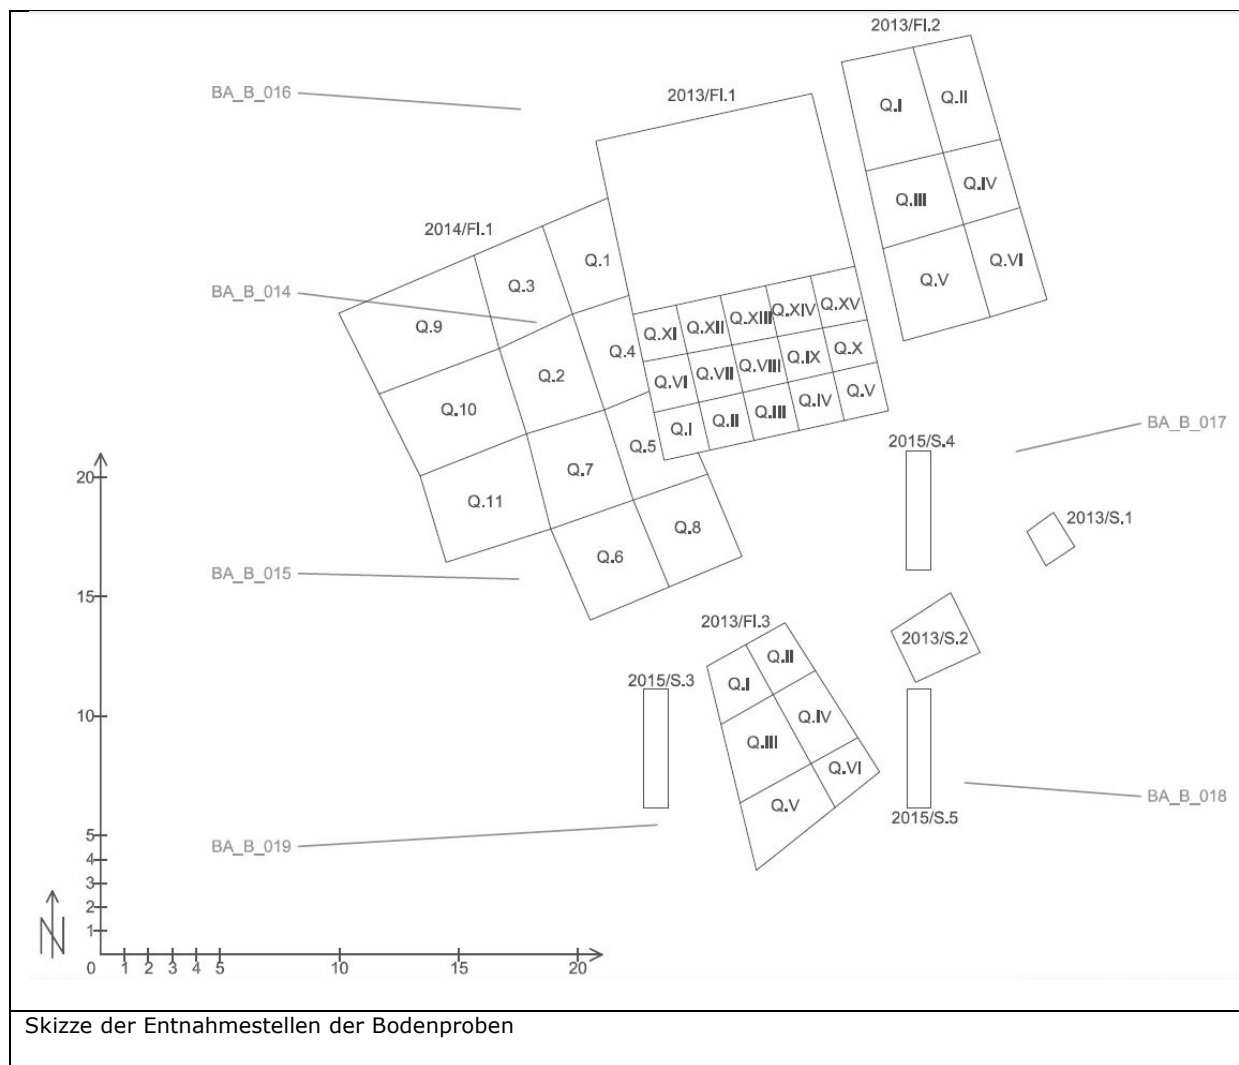 2013/Fl.2
BA_B_016
2013/Fl.1
Q.I
Q.II
Q.III
Q.IV
Q.V
Q.VI
2014/Fl.1
Q.1
Q.3
BA_B_014
Q.9
Q.4
Q.2
Q.10
Q.5
Q.7
Q.11
Q.8
Q.6
Q.XI
Q.XII
Q.XIII
Q.XIV
Q.XV
Q.VI
Q.VII
Q.VIII
Q.IX
Q.X
Q.I
Q.II
Q.III
Q.IV
Q.V
BA_B_017
2015/S.4
2013/S.1
BA_B_015
2013/Fl.3
2013/S.2
2015/S.3
Q.I
Q.II
Q.III
Q.IV
Q.V
Q.VI
BA_B_018
2015/S.5
BA_B_019
20
15
10
5
4
3
2
1
N
0 1 2 3 4 5 10 15 20
Skizze der Entnahmestellen der Bodenproben